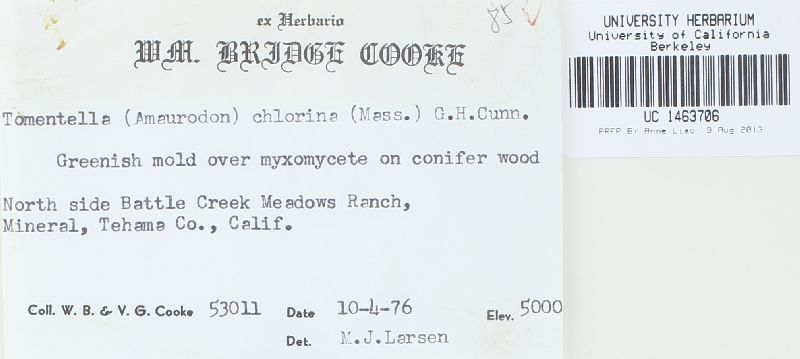 ex Herbario
WM. BRIDGE COOKE
85
Tomentella (Amaurodon) chlorina (Mass.) G.H.Cunn.
Greenish mold over myxomycete on conifer wood
North side Battle Creek Meadows Ranch,
Mineral, Tehama Co., Calif.
Coll. W. B. & V. G. Cooke 53011 Date 10-4-76 Elev. 5000
Det. M.J.Larsen
UNIVERSITY HERBARIUM
University of California
Berkeley
UC 1463706
PREP BY Anne Liao, 9 Aug 2013